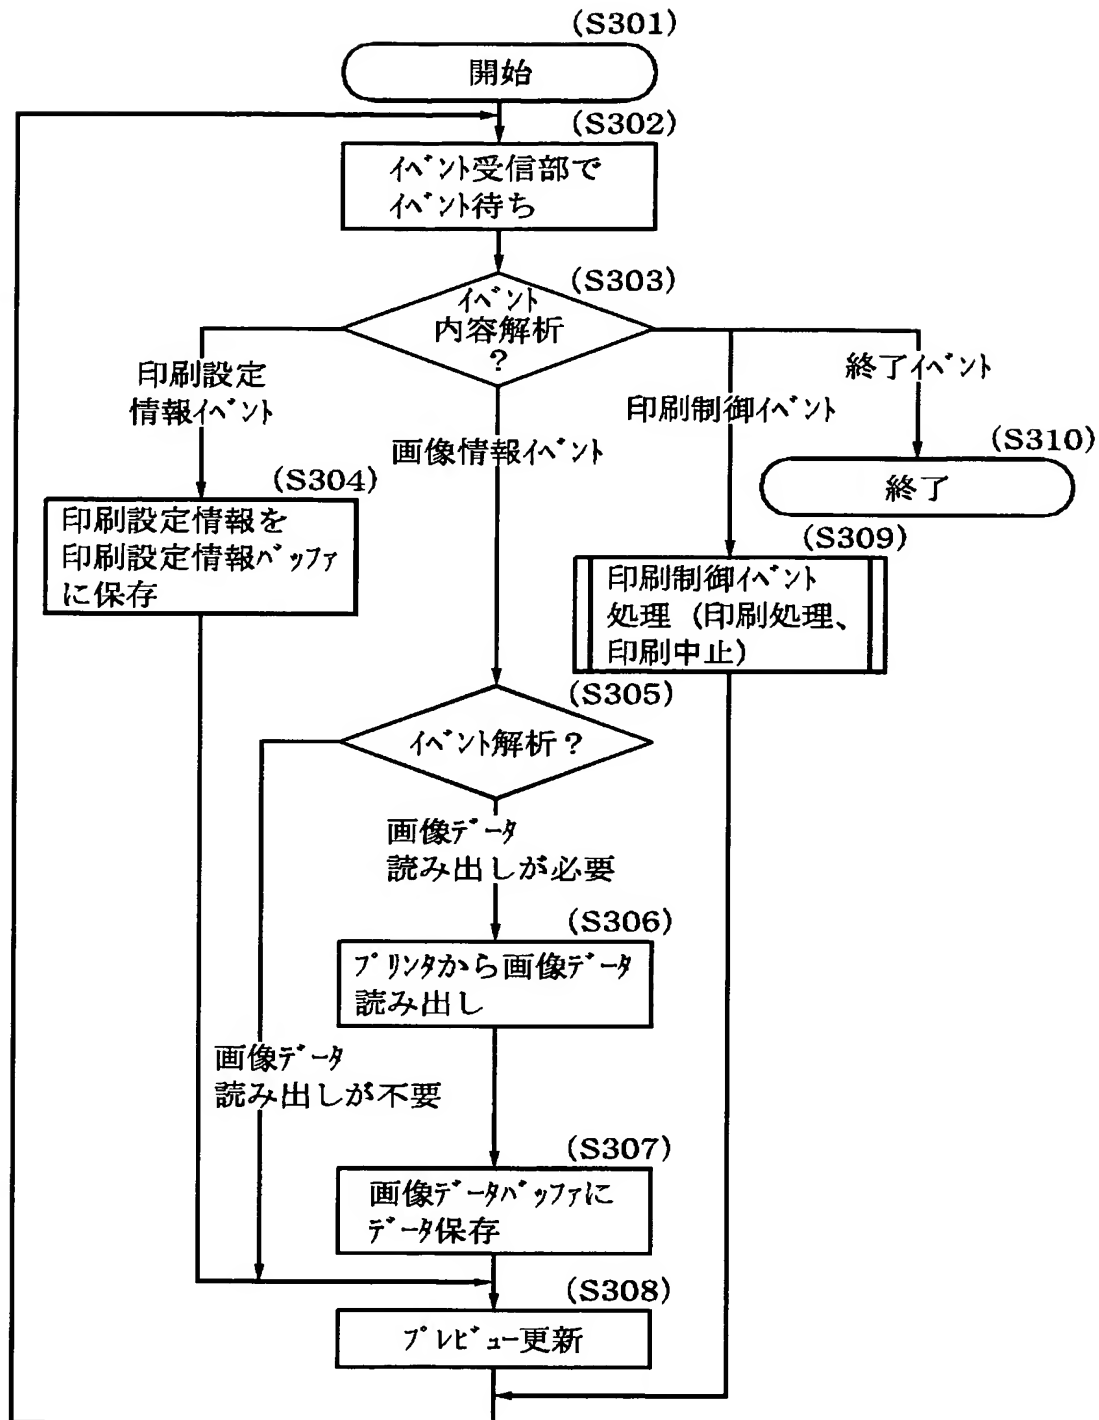 (S301)
開始
(S302)
イベント受信部で
イベント待ち
(S303)
イベント
内容解析
?
印刷設定
情報イベント
画像情報イベント
印刷制御イベント
終了イベント
(S310)
終了
(S304)
印刷設定情報を
印刷設定情報バッファ
に保存
(S309)
印刷制御イベント
処理 (印刷処理、
印刷中止)
(S305)
イベント解析?
画像データ
読み出しが必要
(S306)
プリンタから画像データ
読み出し
画像データ
読み出しが不要
(S307)
画像データバッファに
データ保存
(S308)
プレビュー更新